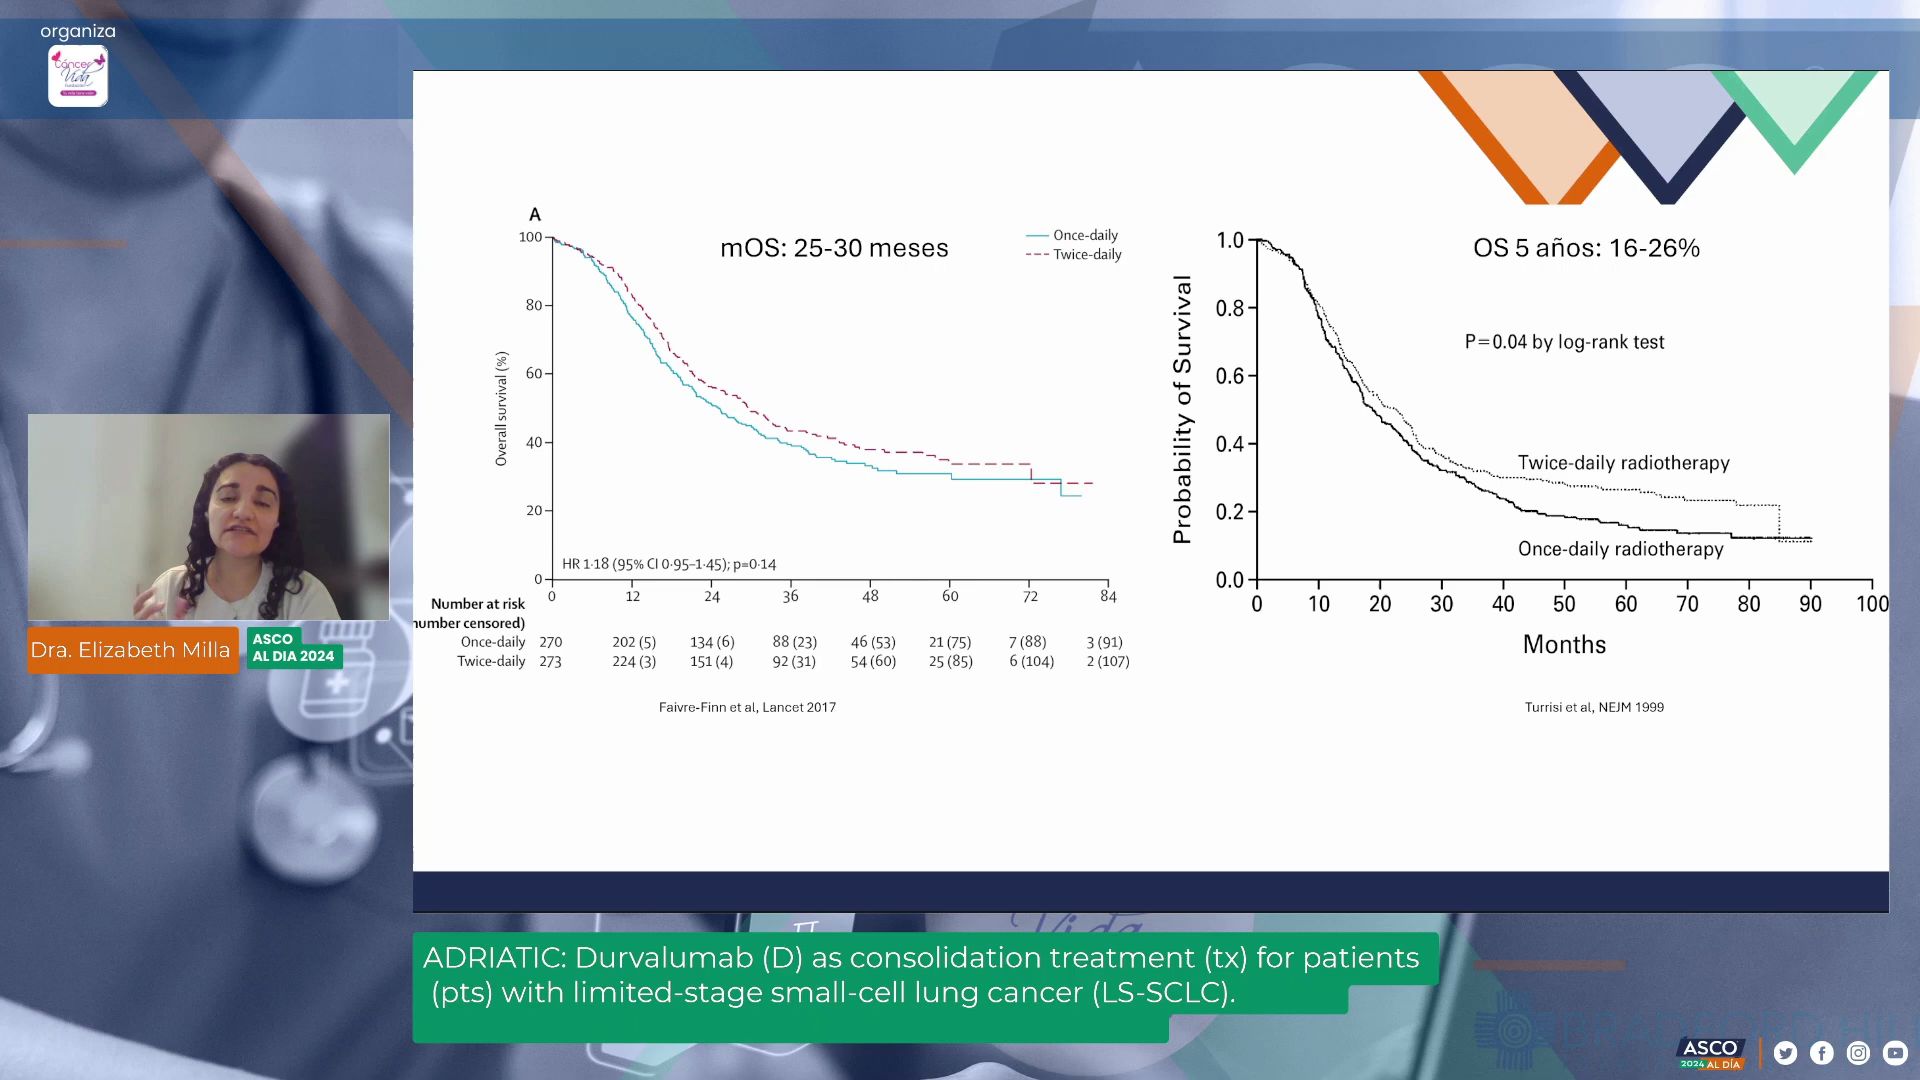 organiza
Cáncer
Vida
A
mOS: 25-30 meses
Once-daily
Twice-daily
Overall survival (%)
100
80
60
40
20
0
HR 1·18 (95% CI 0·95–1·45); p=0·14
0 12 24 36 48 60 72 84
Number at risk
number censored)
Once-daily 270 202 (5) 134 (6) 88 (23) 46 (53) 21 (75) 7 (88) 3 (91)
Twice-daily 273 224 (3) 151 (4) 92 (31) 54 (60) 25 (85) 6 (104) 2 (107)
Faivre-Finn et al, Lancet 2017
OS 5 años: 16-26%
P=0.04 by log-rank test
Probability of Survival
1.0
0.8
0.6
0.4
0.2
0.0
Twice-daily radiotherapy
Once-daily radiotherapy
0 10 20 30 40 50 60 70 80 90 100
Months
Turrisi et al, NEJM 1999
Dra. Elizabeth Milla
ASCO
AL DIA 2024
Vida
ADRIATIC: Durvalumab (D) as consolidation treatment (tx) for patients
(pts) with limited-stage small-cell lung cancer (LS-SCLC).
BRADFORD HIL
ASCO
2024 AL DÍA